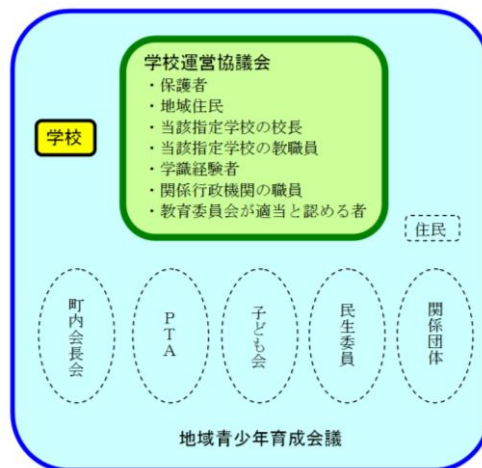 学校運営協議会
・保護者
・地域住民
・当該指定学校の校長
・当該指定学校の教職員
・学識経験者
・関係行政機関の職員
・教育委員会が適当と認める者
学校
住民
町内会長会
PTA
子ども会
民生委員
関係団体
地域青少年育成会議